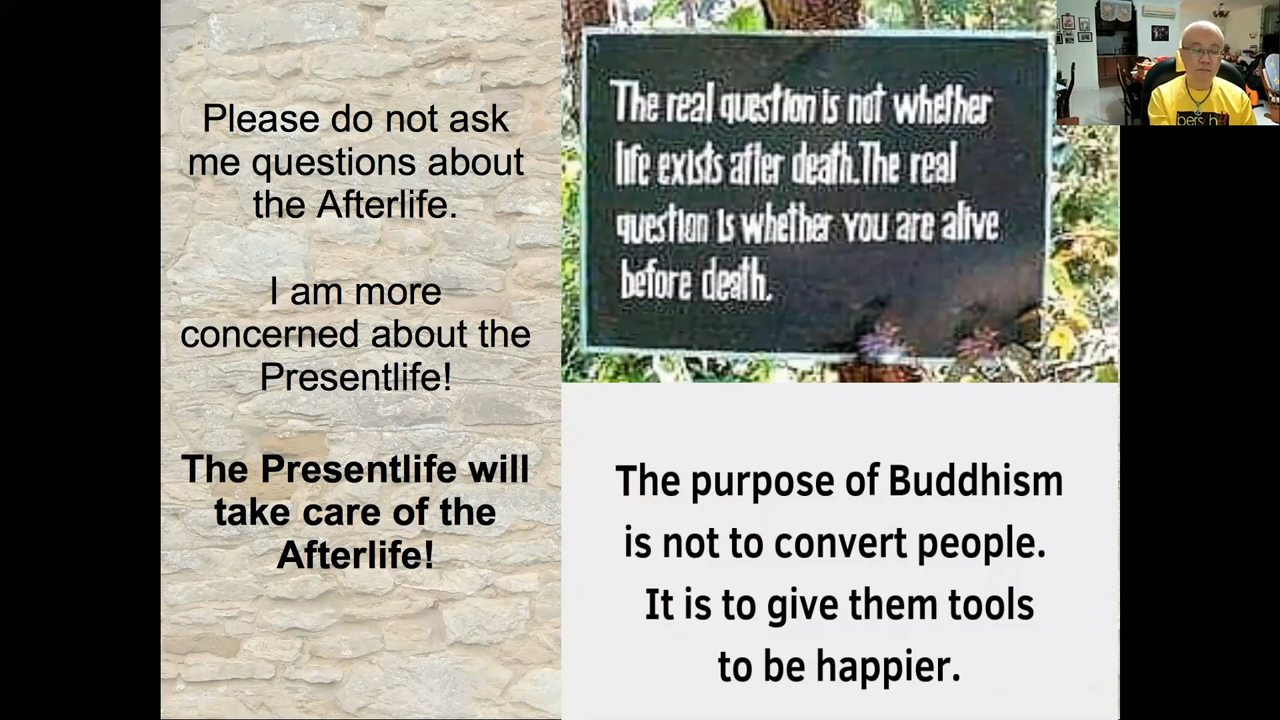 Please do not ask
me questions about
the Afterlife.
I am more
concerned about the
Presentlife!
The Presentlife will
take care of the
Afterlife!
The real question is not whether
life exists after death.The real
question is whether you are alive
before death.
The purpose of Buddhism
is not to convert people.
It is to give them tools
to be happier.